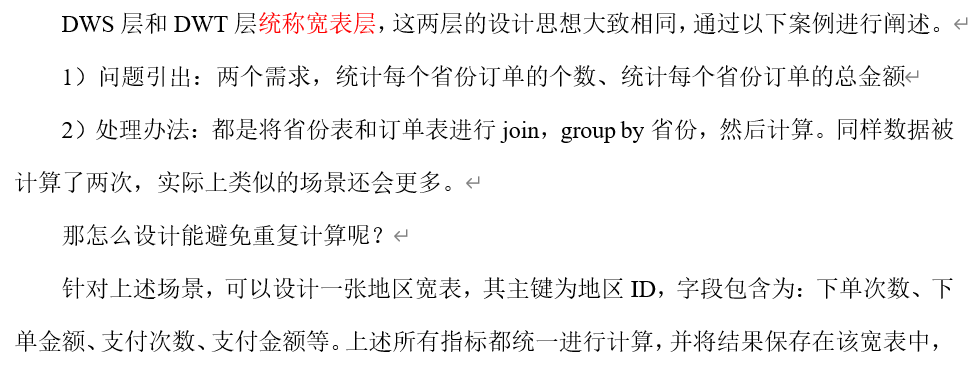 DWS 层和 DWT 层统称宽表层，这两层的设计思想大致相同，通过以下案例进行阐述。
1）问题引出：两个需求，统计每个省份订单的个数、统计每个省份订单的总金额
2）处理办法：都是将省份表和订单表进行 join，group by 省份，然后计算。同样数据被
计算了两次，实际上类似的场景还会更多。
那怎么设计能避免重复计算呢？
针对上述场景，可以设计一张地区宽表，其主键为地区 ID，字段包含为：下单次数、下
单金额、支付次数、支付金额等。上述所有指标都统一进行计算，并将结果保存在该宽表中，